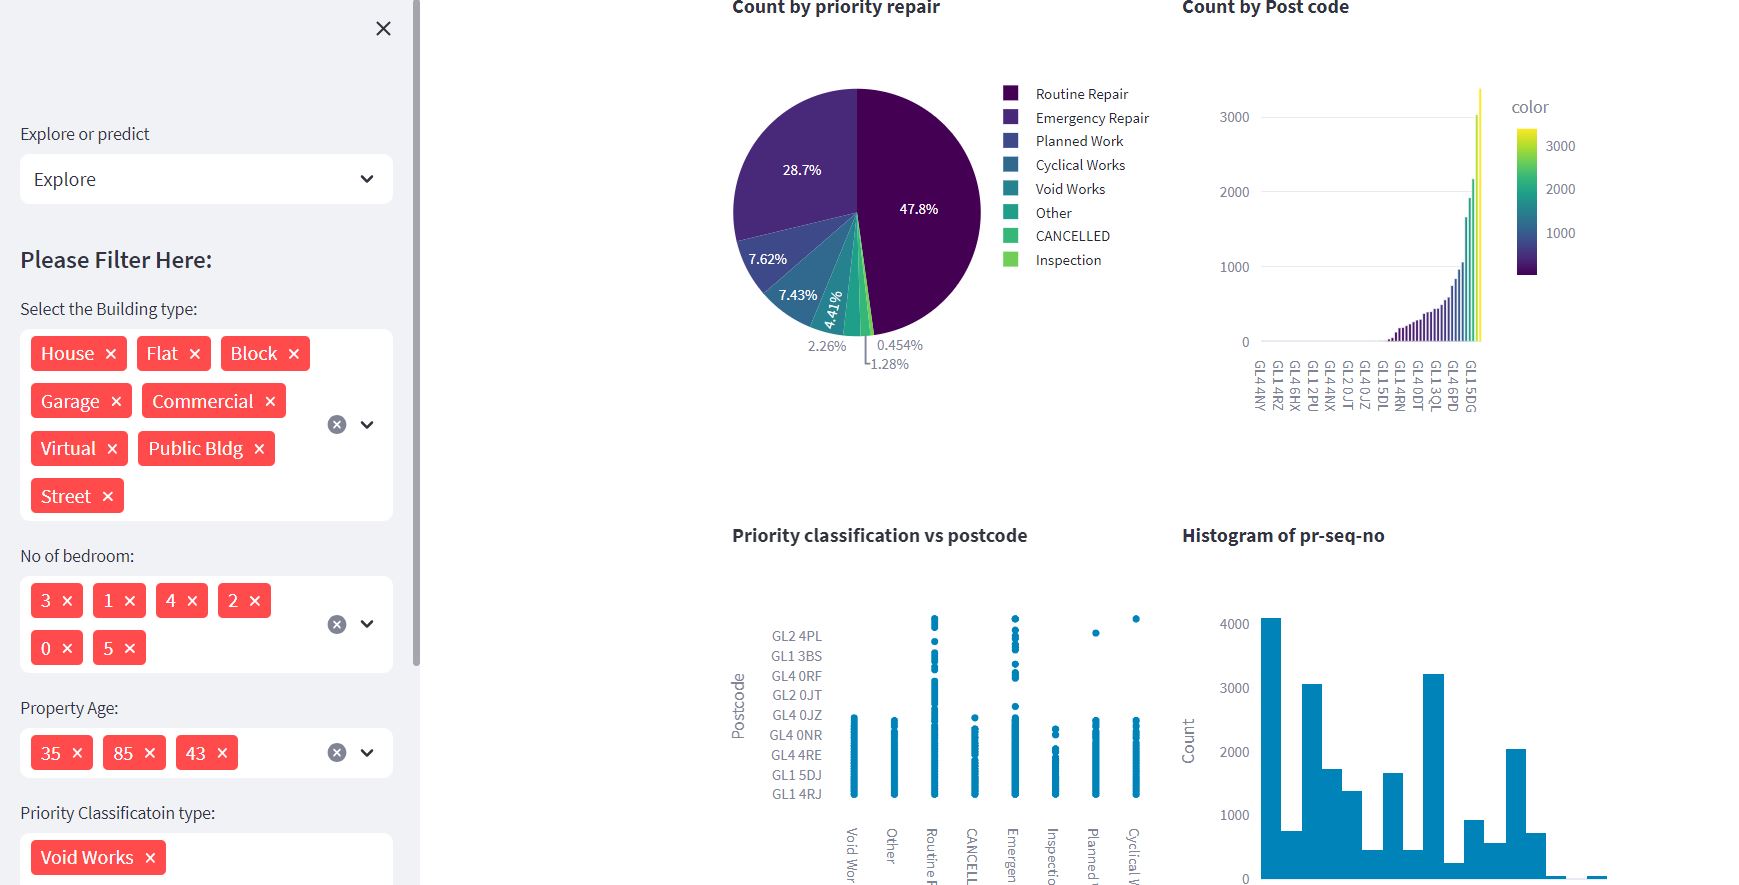 Explore or predict
Explore
Please Filter Here:
Select the Building type:
House × Flat × Block ×
Garage × Commercial ×
Virtual × Public Bldg ×
Street ×
No of bedroom:
3 × 1 × 4 × 2 ×
0 × 5 ×
Property Age:
35 × 85 × 43 ×
Priority Classificatoin type:
Void Works ×
Count by priority repair
47.8%
28.7%
7.62%
7.43%
4.41%
2.26%
1.28%
0.454%
Routine Repair
Emergency Repair
Planned Work
Cyclical Works
Void Works
Other
CANCELLED
Inspection
Count by Post code
3000
2000
1000
0
GL4 4NY
GL1 4RZ
GL4 6HX
GL1 2PU
GL4 4NX
GL2 0JT
GL4 0JZ
GL1 5DL
GL1 4RN
GL4 0DT
GL1 3QL
GL4 6PD
GL1 5DG
color
3000
2000
1000
Priority classification vs postcode
Postcode
GL2 4PL
GL1 3BS
GL4 0RF
GL2 0JT
GL4 0JZ
GL4 0NR
GL4 4RE
GL1 5DJ
GL1 4RJ
Void Wor
Other
Routine R
CANCELL
Emergen
Inspectio
Planned
Cyclical W
Histogram of pr-seq-no
Count
4000
3000
2000
1000
0